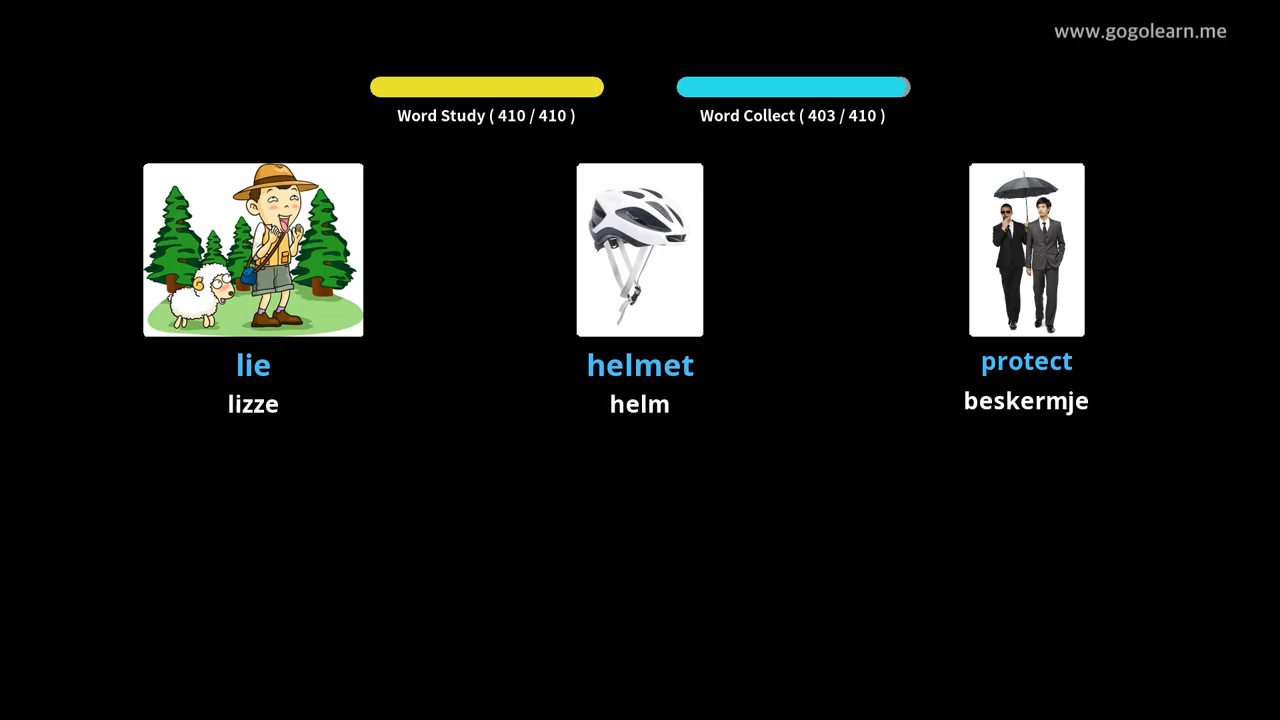 www.gogolearn.me
Word Study ( 410 / 410 )
Word Collect ( 403 / 410 )
lie
lizze
helmet
helm
protect
beskermje